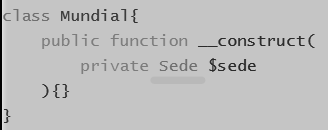 class Mundial{
    public function __construct(
        private Sede $sede
    ){}
}